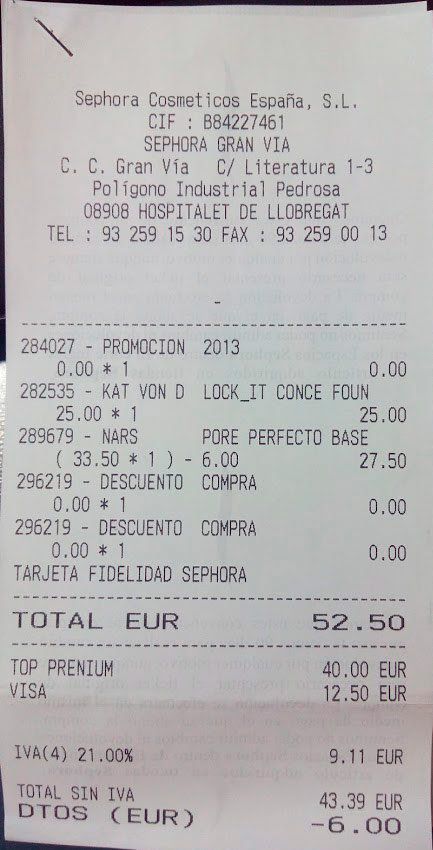 Sephora Cosmeticos España, S.L.
CIF : B84227461
SEPHORA GRAN VIA
C. C. Gran Vía C/ Literatura 1-3
Polígono Industrial Pedrosa
08908 HOSPITALET DE LLOBREGAT
TEL : 93 259 15 30 FAX : 93 259 00 13
-
284027 - PROMOCION 2013
0.00 * 0.00
282535 - KAT VON D LOCK_IT CONCE FOUN
25.00 * 1 25.00
289679 - NARS PORE PERFECTO BASE
( 33.50 * 1 ) - 6.00 27.50
296219 - DESCUENTO COMPRA
0.00 * 1 0.00
296219 - DESCUENTO COMPRA
0.00 * 1 0.00
TARJETA FIDELIDAD SEPHORA
TOTAL EUR 52.50
TOP PRENIUM 40.00 EUR
VISA 12.50 EUR
IVA(4) 21.00% 9.11 EUR
TOTAL SIN IVA 43.39 EUR
DTOS (EUR) -6.00